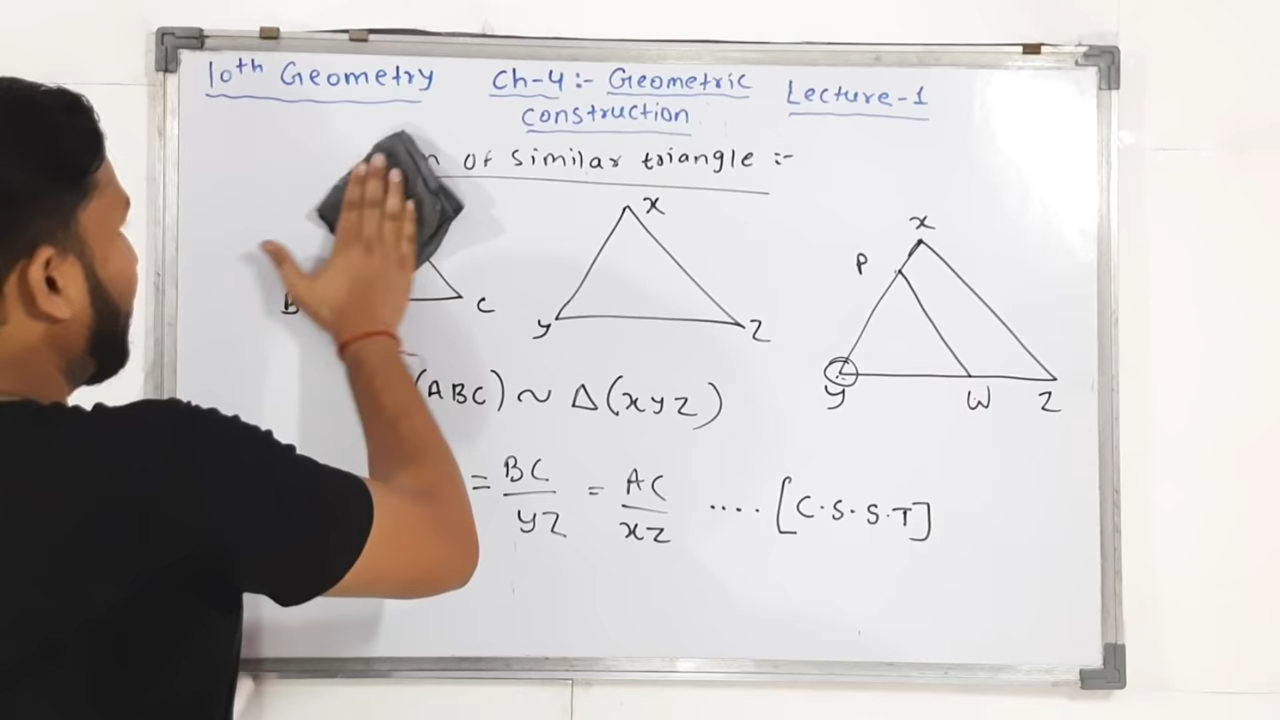 10th Geometry Ch-4:- Geometric construction Lecture-1
of similar triangle :-
x
B C
y z
x
P
y W z
(ABC) ~ Δ(xyz)
= BC/yz = AC/xz .... [C.S.S.T]